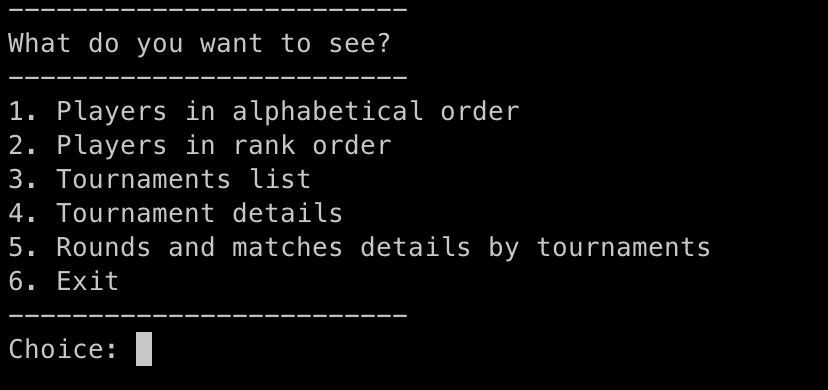 -------------------------
What do you want to see?
-------------------------
1. Players in alphabetical order
2. Players in rank order
3. Tournaments list
4. Tournament details
5. Rounds and matches details by tournaments
6. Exit
-------------------------
Choice: